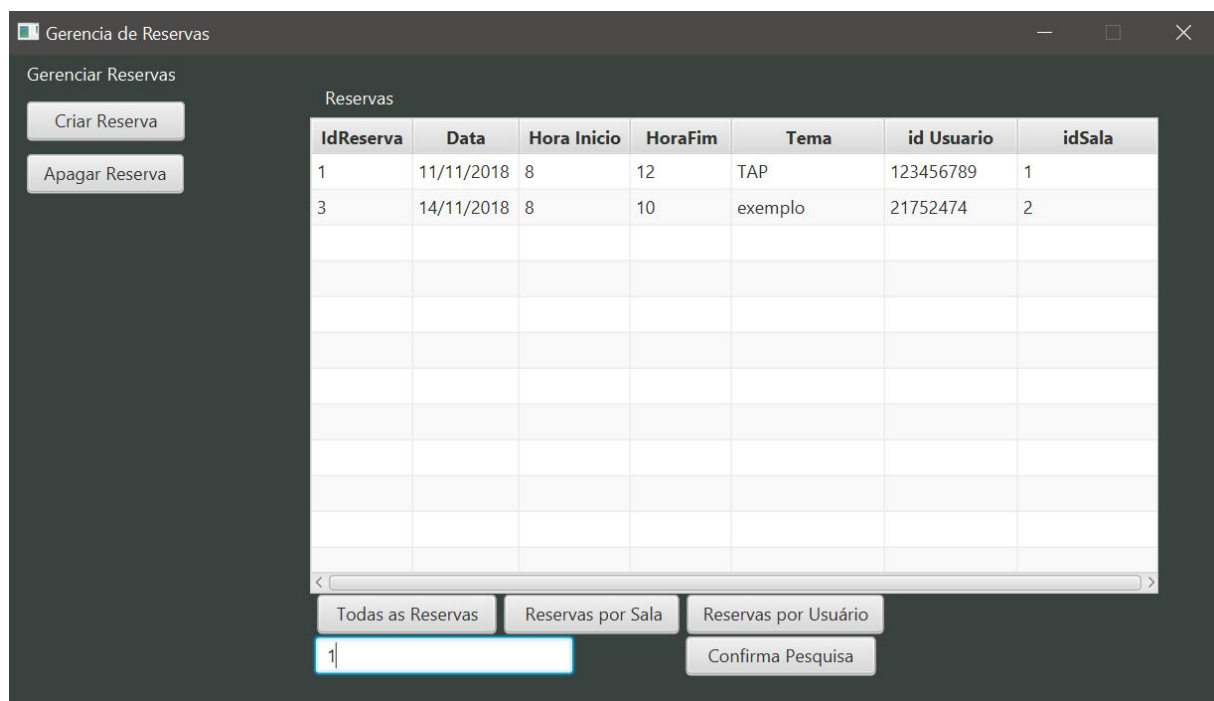 Gerencia de Reservas
Gerenciar Reservas
Criar Reserva
Apagar Reserva
Reservas
IdReserva Data Hora Inicio HoraFim Tema id Usuario idSala
1 11/11/2018 8 12 TAP 123456789 1
3 14/11/2018 8 10 exemplo 21752474 2
Todas as Reservas Reservas por Sala Reservas por Usuário
1 Confirma Pesquisa